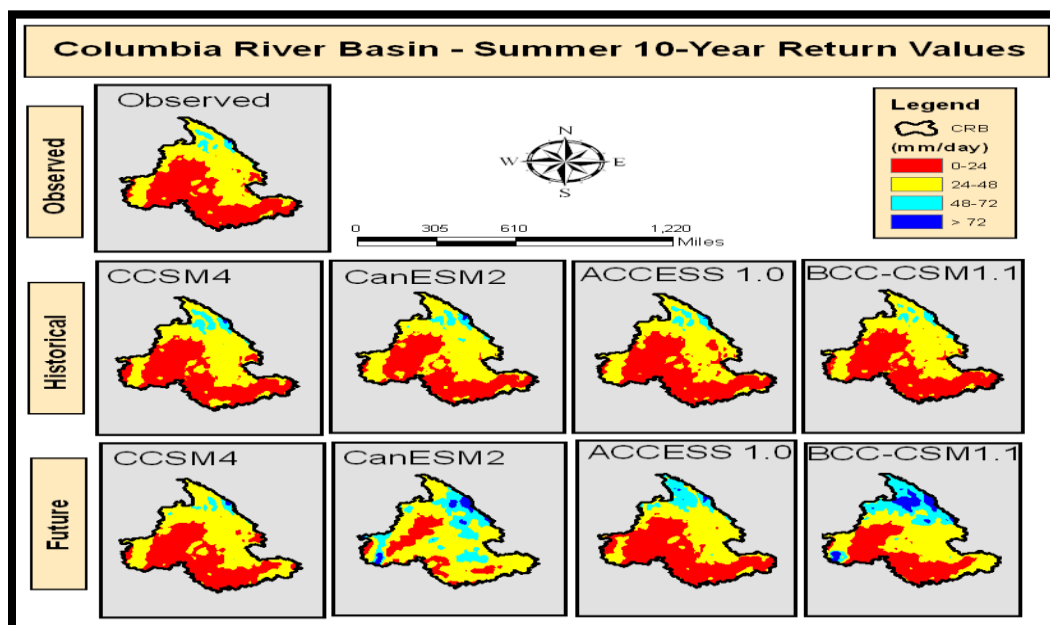 Columbia River Basin - Summer 10-Year Return Values
Observed
Observed
N
W
E
S
0 305 610 1,220
Miles
Legend
CRB
(mm/day)
0-24
24-48
48-72
> 72
Historical
CCSM4
CanESM2
ACCESS 1.0
BCC-CSM1.1
Future
CCSM4
CanESM2
ACCESS 1.0
BCC-CSM1.1